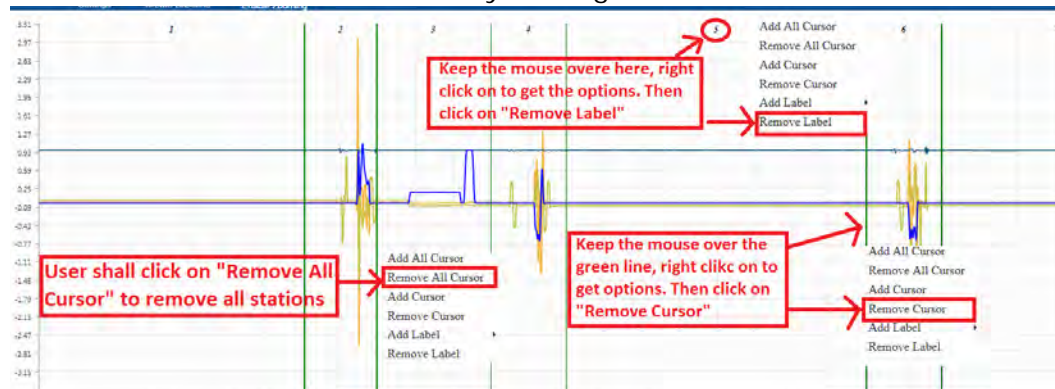 1 2 3 4 5 6
3.31
2.97
2.63
2.29
1.95
1.61
1.27
0.93
0.59
0.25
-0.09
-0.42
-0.77
-1.11
-1.45
-1.79
-2.13
-2.47
-2.81
-3.15
Keep the mouse overe here, right
click on to get the options. Then
click on "Remove Label"
Add All Cursor
Remove All Cursor
Add Cursor
Remove Cursor
Add Label
Remove Label
User shall click on "Remove All
Cursor" to remove all stations
Add All Cursor
Remove All Cursor
Add Cursor
Remove Cursor
Add Label
Remove Label
Keep the mouse over the
green line, right clikc on to
get options. Then click on
"Remove Cursor"
Add All Cursor
Remove All Cursor
Add Cursor
Remove Cursor
Add Label
Remove Label